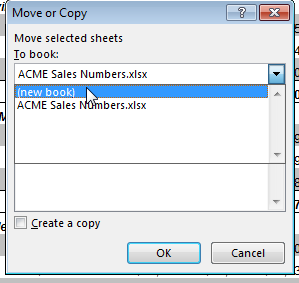 Move or Copy
Move selected sheets
To book:
ACME Sales Numbers.xlsx
(new book)
ACME Sales Numbers.xlsx
Create a copy
OK
Cancel